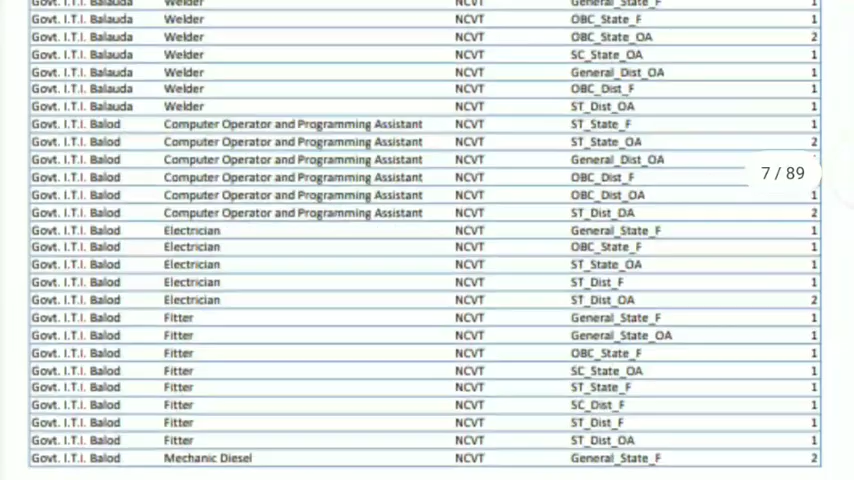 Govt. I.T.I. Balauda Welder NCVT General_State_F 1
Govt. I.T.I. Balauda Welder NCVT OBC_State_F 1
Govt. I.T.I. Balauda Welder NCVT OBC_State_OA 2
Govt. I.T.I. Balauda Welder NCVT SC_State_OA 1
Govt. I.T.I. Balauda Welder NCVT General_Dist_OA 1
Govt. I.T.I. Balauda Welder NCVT OBC_Dist_F 1
Govt. I.T.I. Balauda Welder NCVT ST_Dist_OA 1
Govt. I.T.I. Balod Computer Operator and Programming Assistant NCVT ST_State_F 1
Govt. I.T.I. Balod Computer Operator and Programming Assistant NCVT ST_State_OA 2
Govt. I.T.I. Balod Computer Operator and Programming Assistant NCVT General_Dist_OA
Govt. I.T.I. Balod Computer Operator and Programming Assistant NCVT OBC_Dist_F
7 / 89
Govt. I.T.I. Balod Computer Operator and Programming Assistant NCVT OBC_Dist_OA 1
Govt. I.T.I. Balod Computer Operator and Programming Assistant NCVT ST_Dist_OA 2
Govt. I.T.I. Balod Electrician NCVT General_State_F 1
Govt. I.T.I. Balod Electrician NCVT OBC_State_F 1
Govt. I.T.I. Balod Electrician NCVT ST_State_OA 1
Govt. I.T.I. Balod Electrician NCVT ST_Dist_F 1
Govt. I.T.I. Balod Electrician NCVT ST_Dist_OA 2
Govt. I.T.I. Balod Fitter NCVT General_State_F 1
Govt. I.T.I. Balod Fitter NCVT General_State_OA 1
Govt. I.T.I. Balod Fitter NCVT OBC_State_F 1
Govt. I.T.I. Balod Fitter NCVT SC_State_OA 1
Govt. I.T.I. Balod Fitter NCVT ST_State_F 1
Govt. I.T.I. Balod Fitter NCVT SC_Dist_F 1
Govt. I.T.I. Balod Fitter NCVT ST_Dist_F 1
Govt. I.T.I. Balod Fitter NCVT ST_Dist_OA 1
Govt. I.T.I. Balod Mechanic Diesel NCVT General_State_F 2